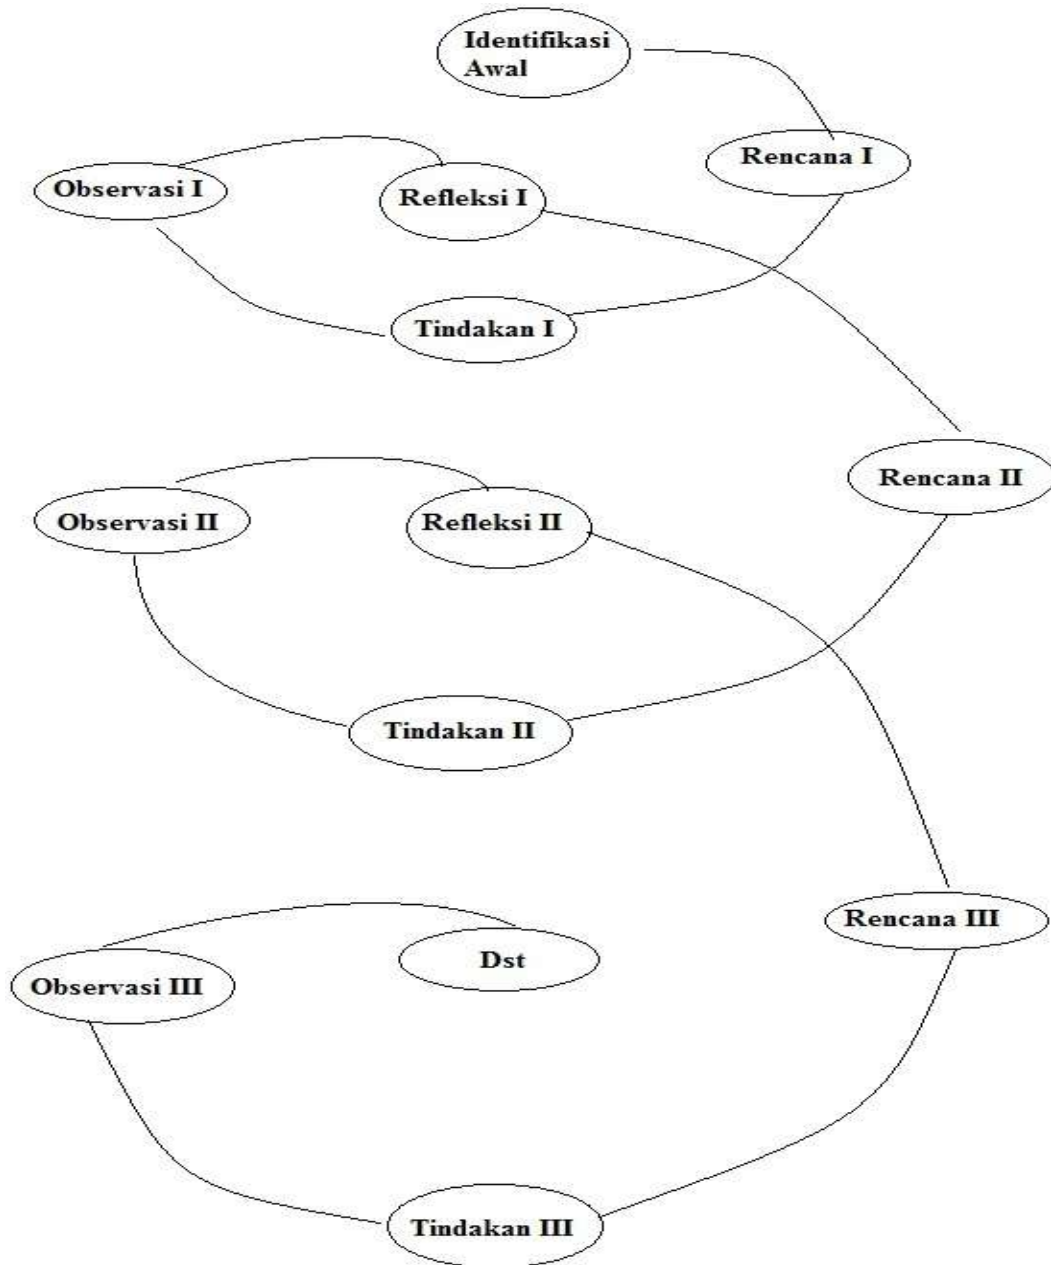 Identifikasi
Awal
Rencana I
Observasi I
Refleksi I
Tindakan I
Rencana II
Observasi II
Refleksi II
Tindakan II
Rencana III
Dst
Observasi III
Tindakan III